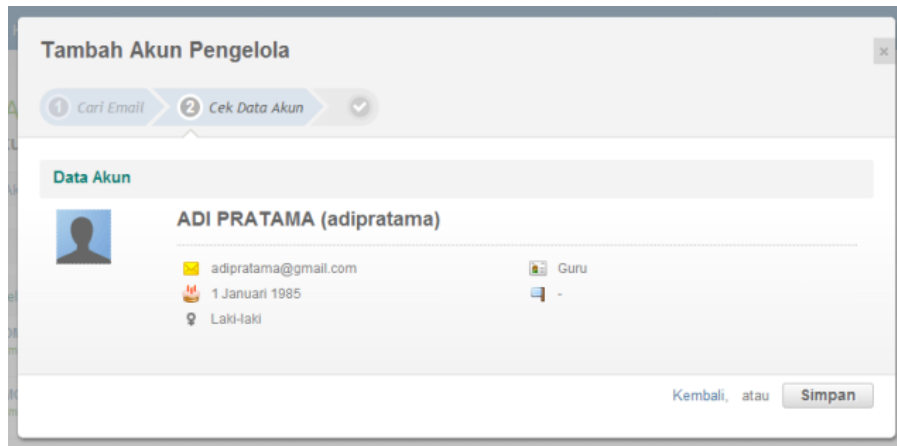 Tambah Akun Pengelola
×
1 Cari Email 2 Cek Data Akun
Data Akun
ADI PRATAMA (adipratama)
adipratama@gmail.com Guru
1 Januari 1985 -
Laki-laki
Kembali, atau Simpan